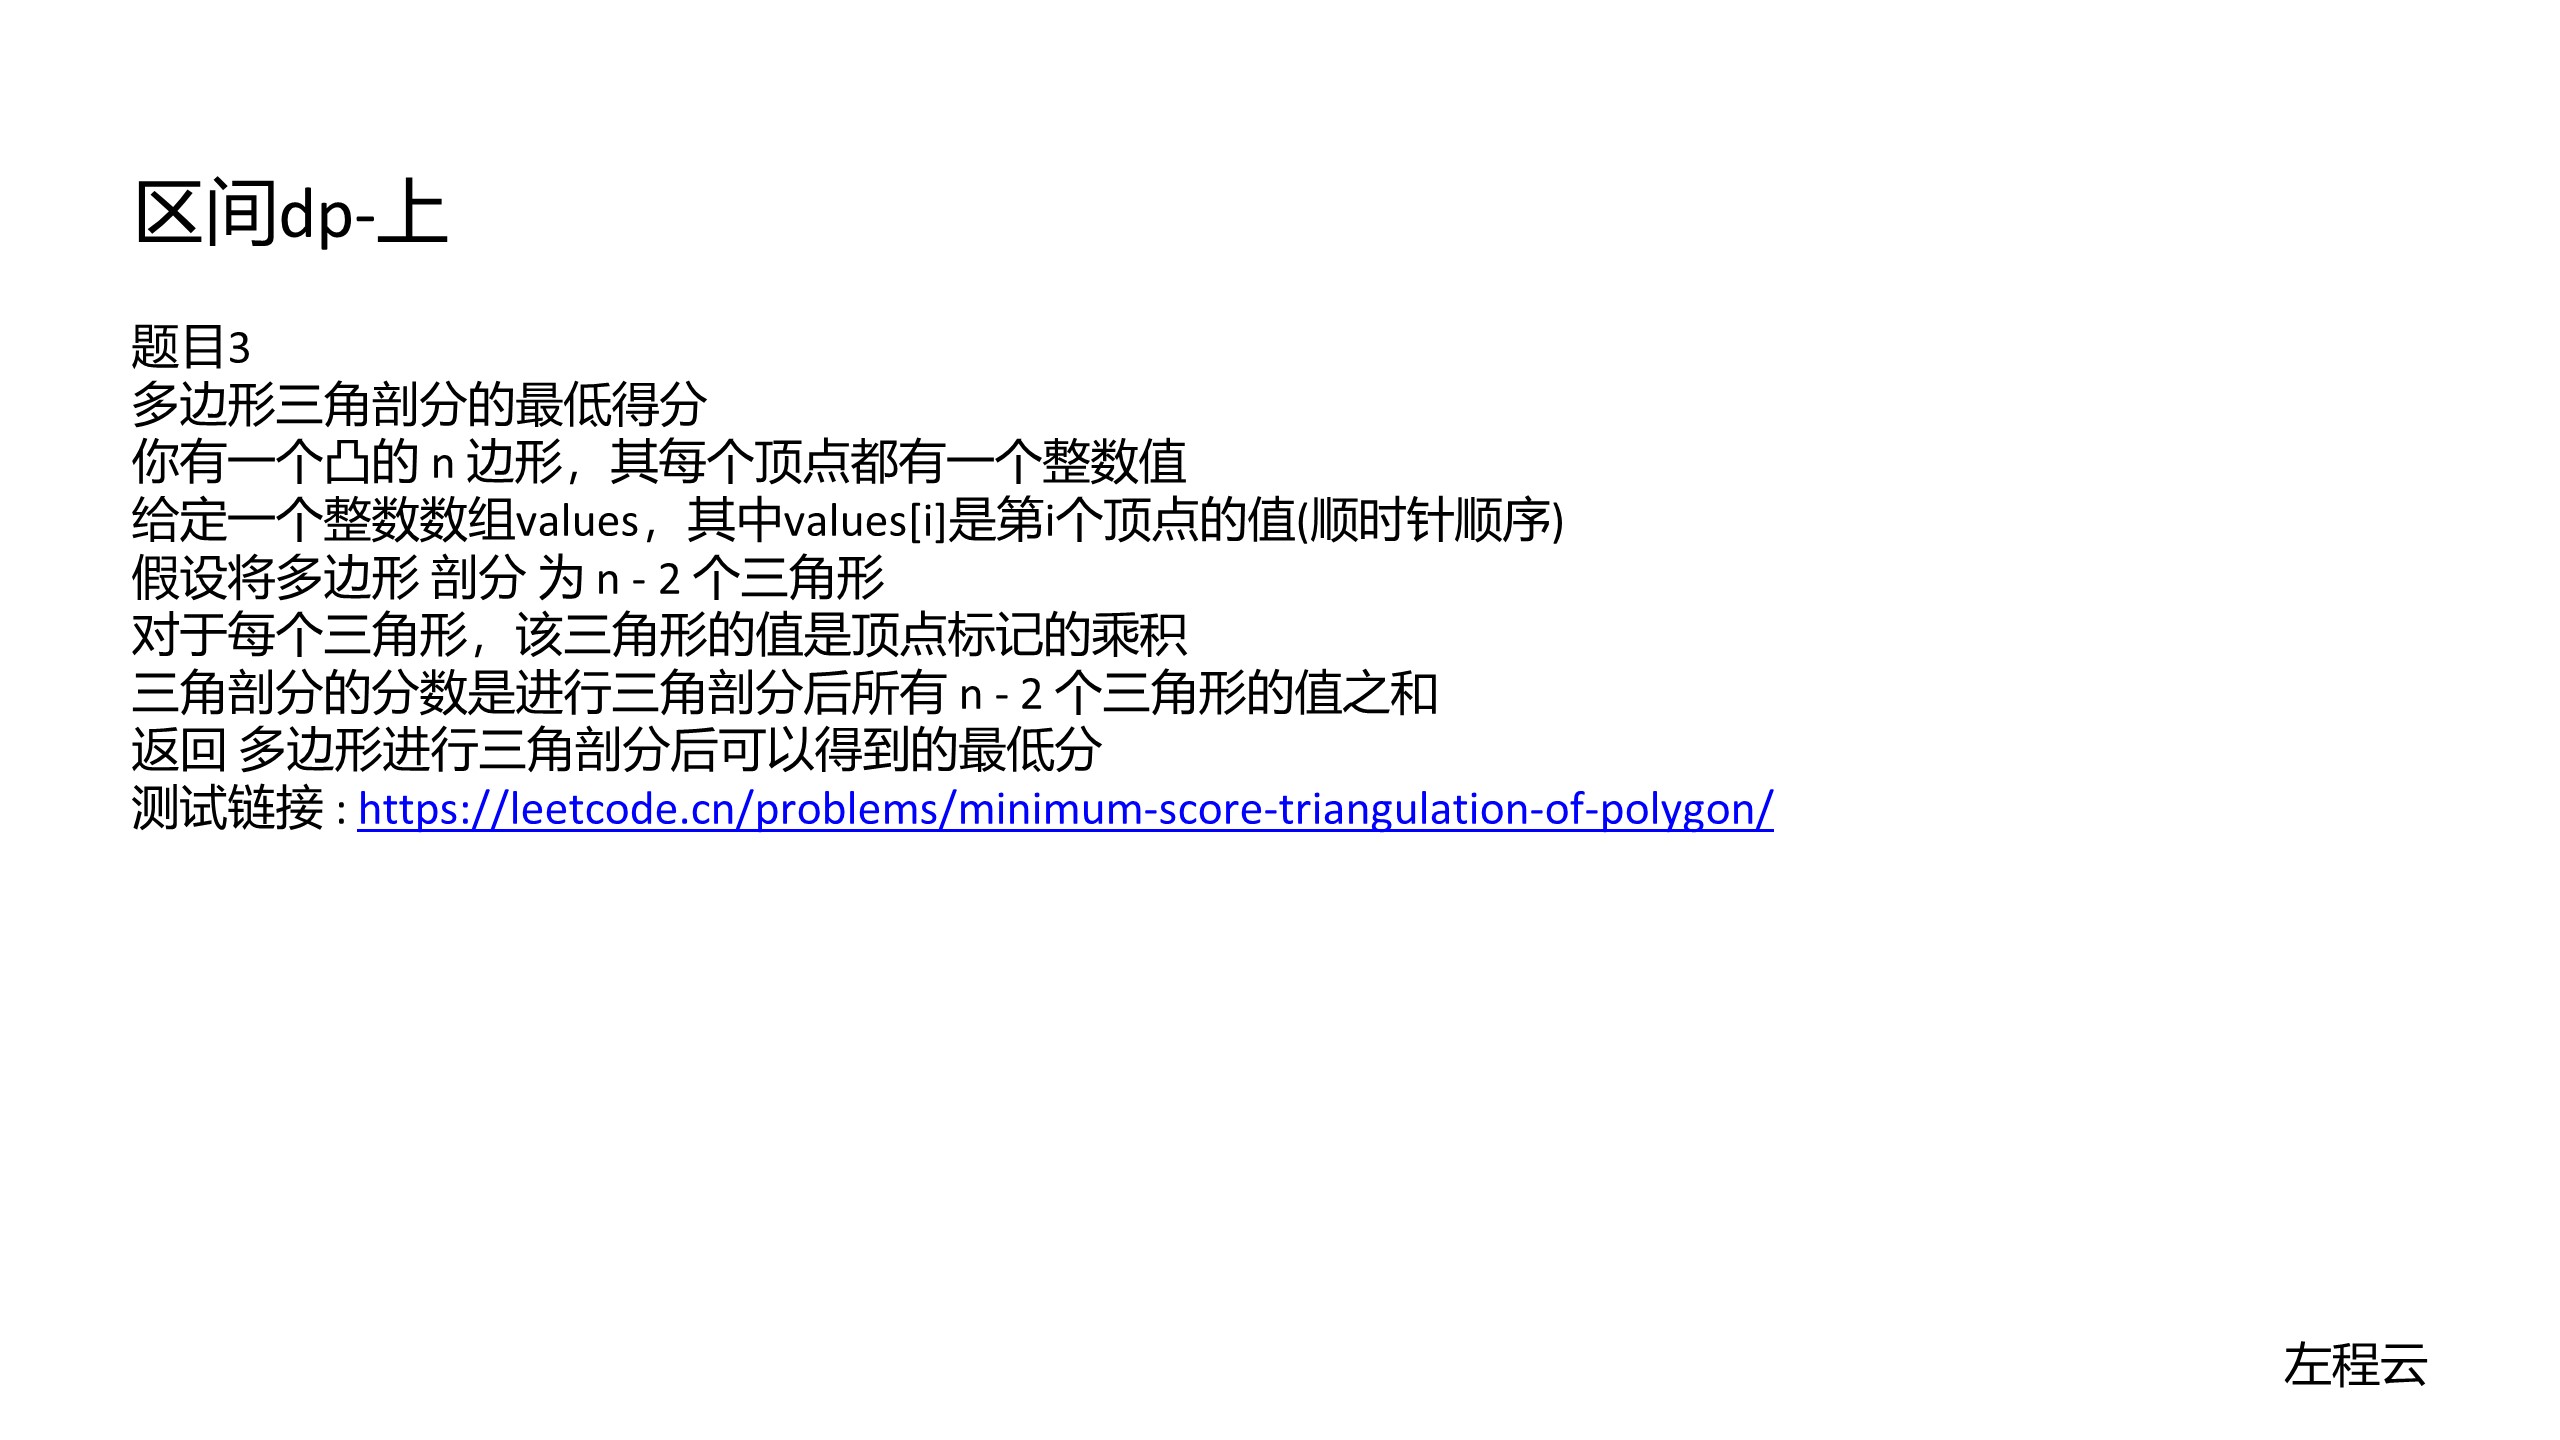 区间dp-上
题目3
多边形三角剖分的最低得分
你有一个凸的 n 边形，其每个顶点都有一个整数值
给定一个整数数组values，其中values[i]是第i个顶点的值(顺时针顺序)
假设将多边形 剖分 为 n - 2 个三角形
对于每个三角形，该三角形的值是顶点标记的乘积
三角剖分的分数是进行三角剖分后所有 n - 2 个三角形的值之和
返回 多边形进行三角剖分后可以得到的最低分
测试链接 : https://leetcode.cn/problems/minimum-score-triangulation-of-polygon/
左程云